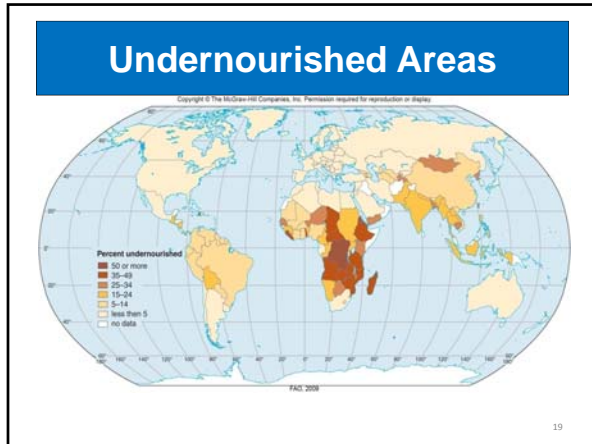 Undernourished Areas
Copyright © The McGraw-Hill Companies, Inc. Permission required for reproduction or display.
Percent undernourished
50 or more
35–49
25–34
15–24
5–14
less then 5
no data
FAO, 2009
19